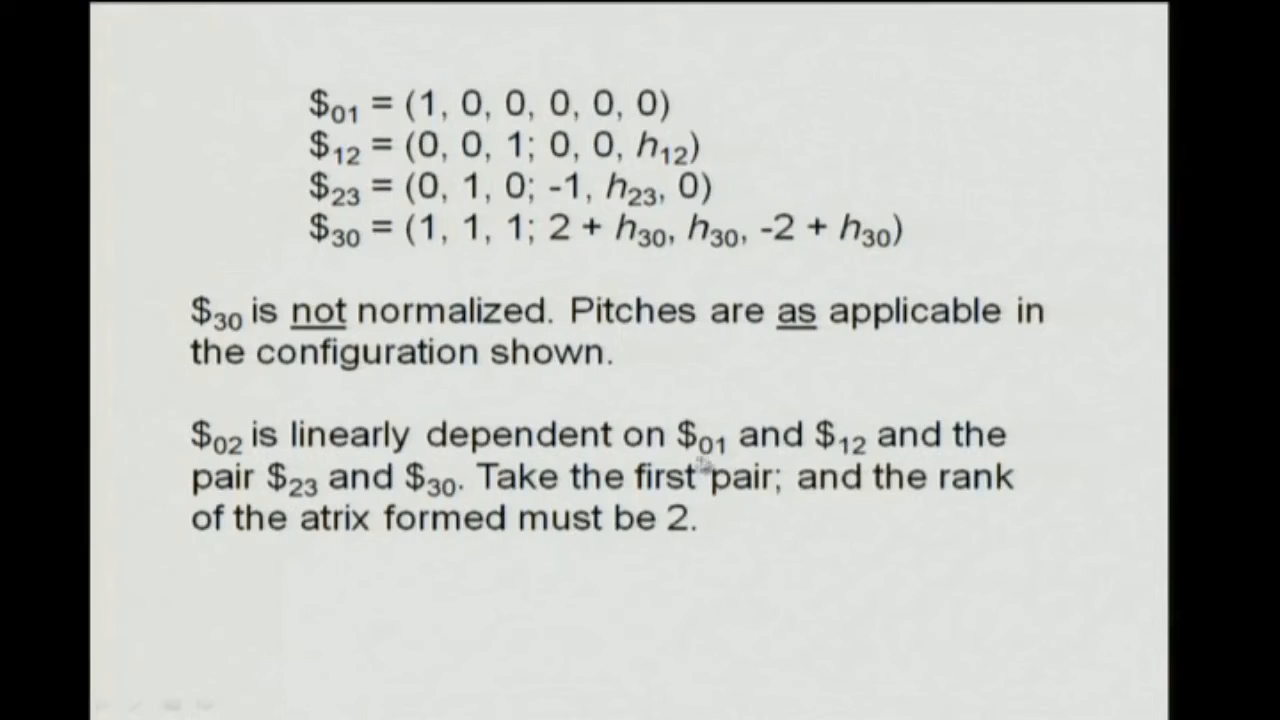 $01 = (1, 0, 0, 0, 0, 0)
$12 = (0, 0, 1; 0, 0, h12)
$23 = (0, 1, 0; -1, h23, 0)
$30 = (1, 1, 1; 2 + h30, h30, -2 + h30)
$30 is not normalized. Pitches are as applicable in
the configuration shown.
$02 is linearly dependent on $01 and $12 and the
pair $23 and $30. Take the first pair; and the rank
of the atrix formed must be 2.